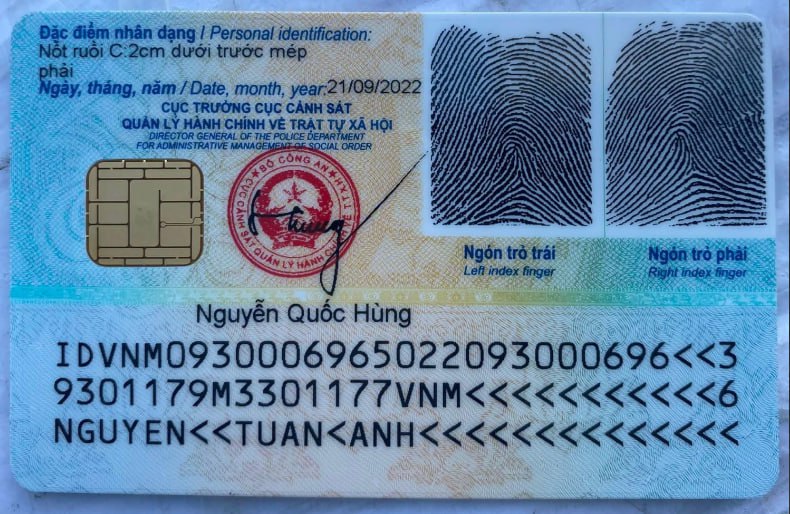 Đặc điểm nhân dạng / Personal identification:
Nốt ruồi C:2cm dưới trước mép
phải
Ngày, tháng, năm / Date, month, year:21/09/2022
CỤC TRƯỞNG CỤC CẢNH SÁT
QUẢN LÝ HÀNH CHÍNH VỀ TRẬT TỰ XÃ HỘI
DIRECTOR GENERAL OF THE POLICE DEPARTMENT
FOR ADMINISTRATIVE MANAGEMENT OF SOCIAL ORDER
BỘ CÔNG AN
CỤC CẢNH SÁT QUẢN LÝ HÀNH CHÍNH VỀ TTXH
Hùng
Ngón trỏ trái
Left index finger
Ngón trỏ phải
Right index finger
Nguyễn Quốc Hùng
IDVNM0930006965022093000696<<3
9301179M3301177VNM<<<<<<<<<<<6
NGUYEN<<TUAN<ANH<<<<<<<<<<<<<<